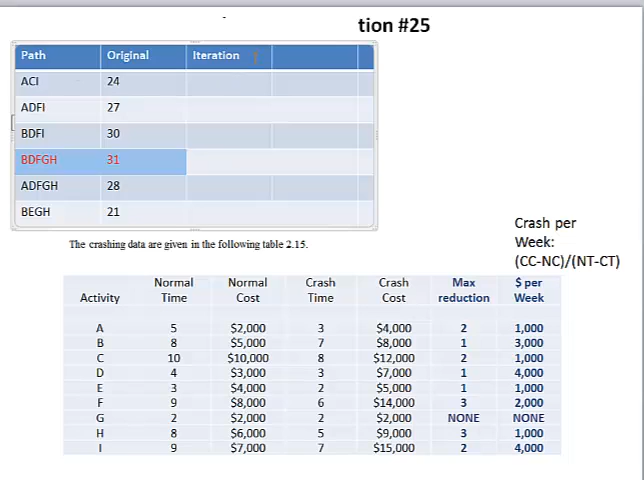 tion #25
Path Original Iteration
ACI 24
ADFI 27
BDFI 30
BDFGH 31
ADFGH 28
BEGH 21
The crashing data are given in the following table 2.15.
Crash per
Week:
(CC-NC)/(NT-CT)
Normal Normal Crash Crash Max $ per
Activity Time Cost Time Cost reduction Week
A 5 $2,000 3 $4,000 2 1,000
B 8 $5,000 7 $8,000 1 3,000
C 10 $10,000 8 $12,000 2 1,000
D 4 $3,000 3 $7,000 1 4,000
E 3 $4,000 2 $5,000 1 1,000
F 9 $8,000 6 $14,000 3 2,000
G 2 $2,000 2 $2,000 NONE NONE
H 8 $6,000 5 $9,000 3 1,000
I 9 $7,000 7 $15,000 2 4,000